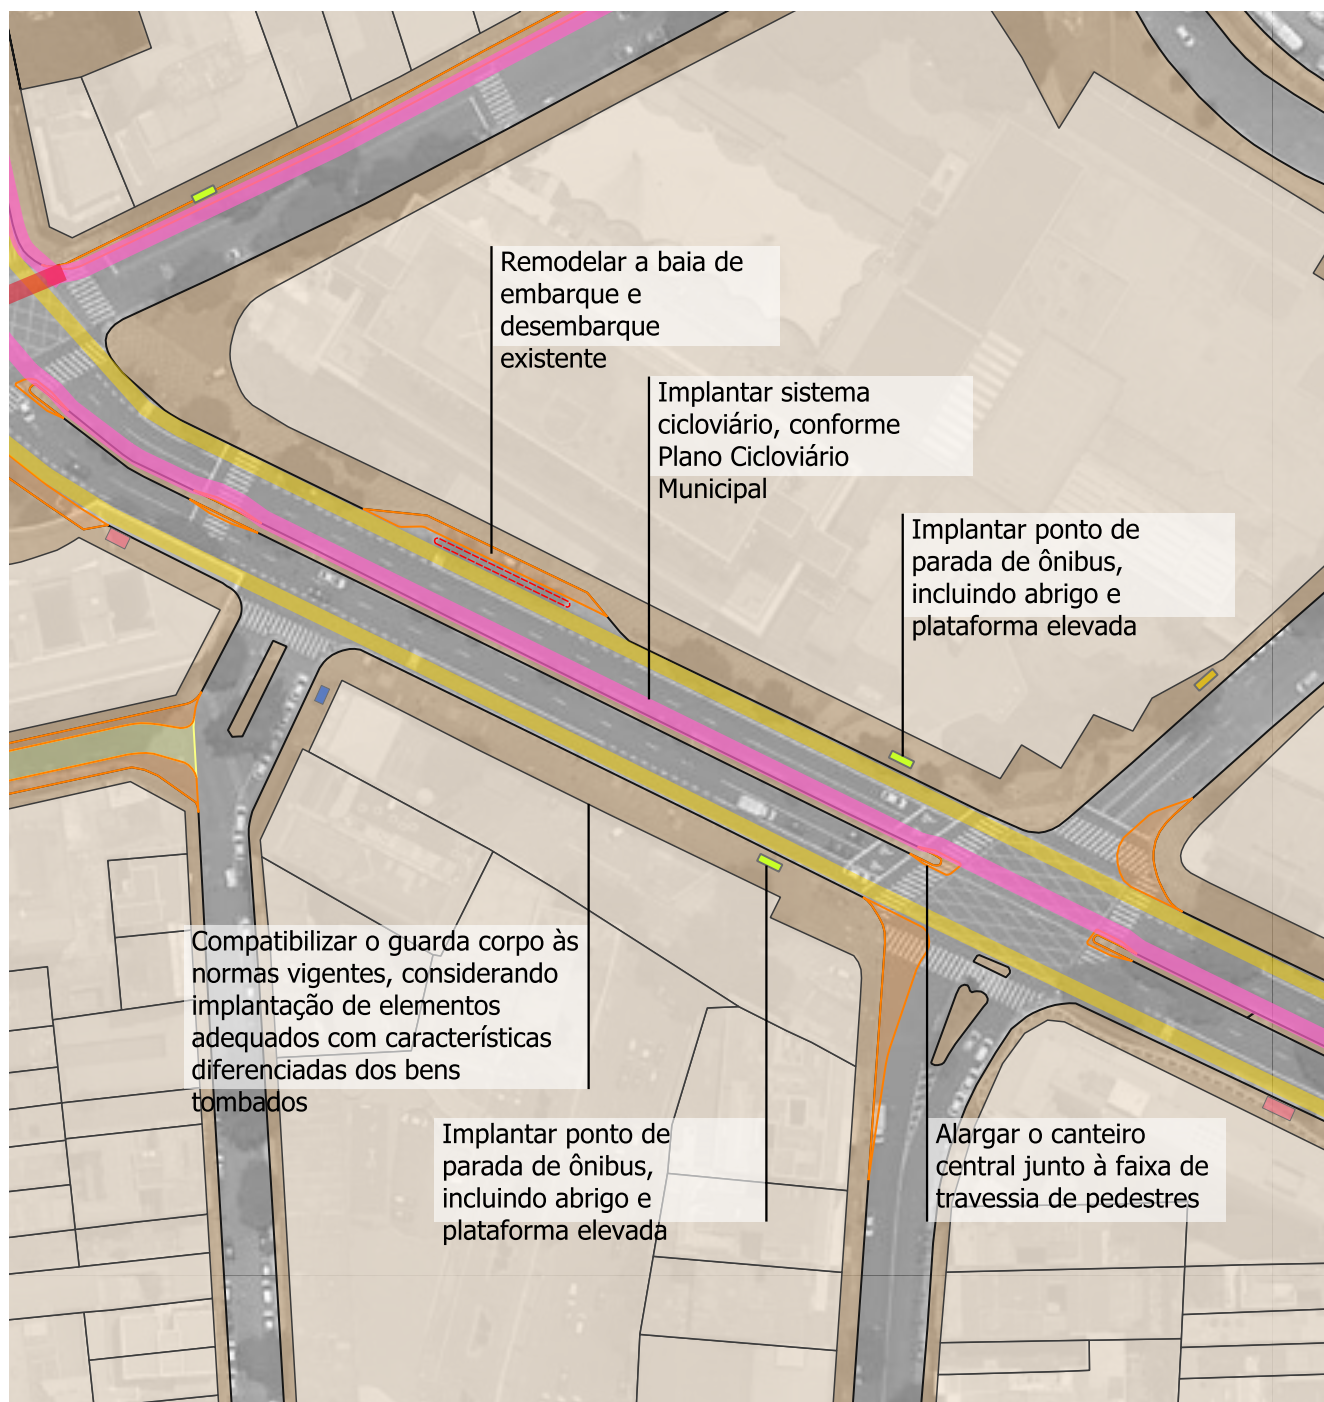 Remodelar a baia de
embarque e
desembarque
existente
Implantar sistema
cicloviário, conforme
Plano Cicloviário
Municipal
Implantar ponto de
parada de ônibus,
incluindo abrigo e
plataforma elevada
Compatibilizar o guarda corpo às
normas vigentes, considerando
implantação de elementos
adequados com características
diferenciadas dos bens
tombados
Implantar ponto de
parada de ônibus,
incluindo abrigo e
plataforma elevada
Alargar o canteiro
central junto à faixa de
travessia de pedestres